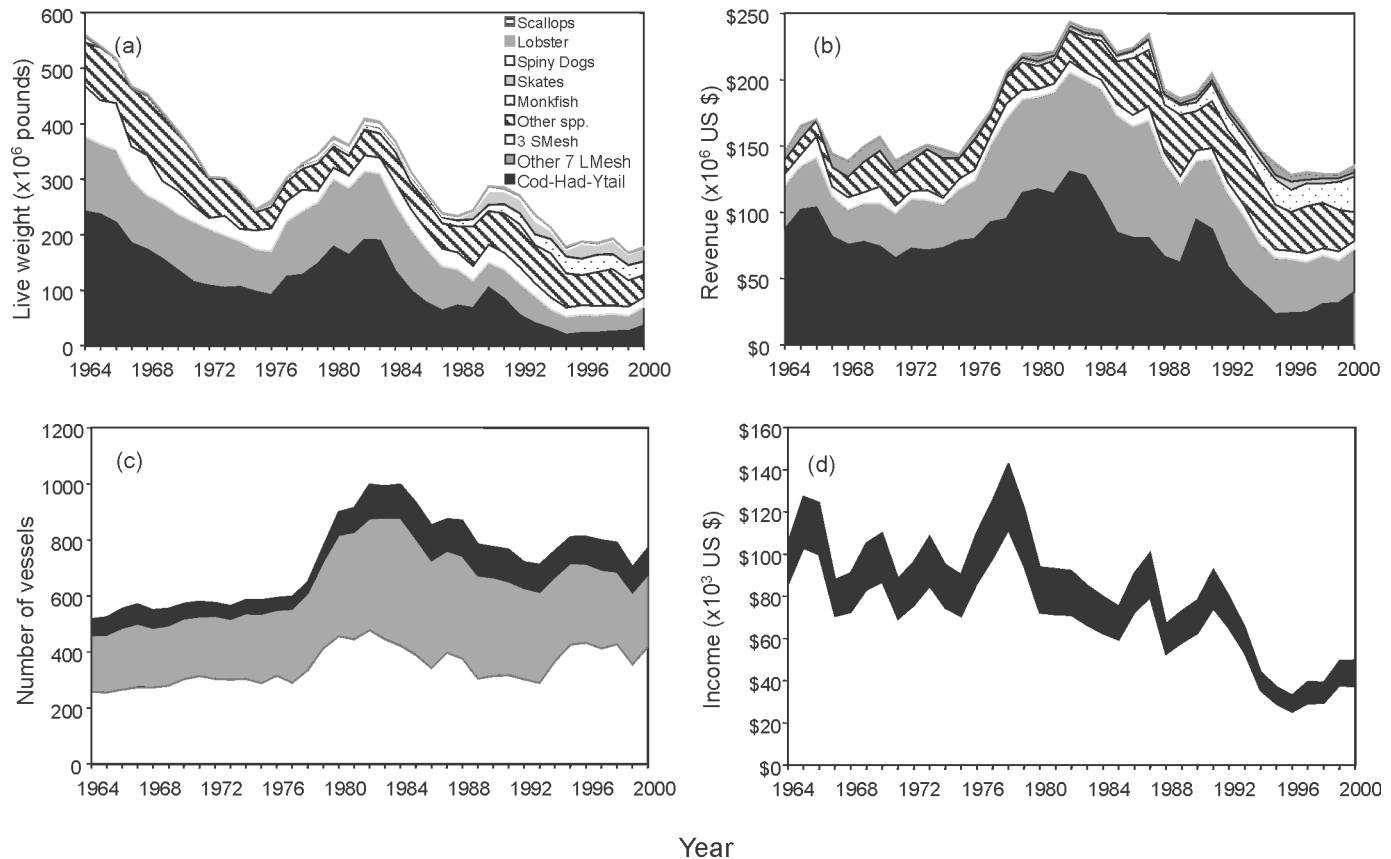 600
500
400
300
200
100
0
Live weight (x10⁶ pounds)
(a)
Scallops
Lobster
Spiny Dogs
Skates
Monkfish
Other spp.
3 SMesh
Other 7 LMesh
Cod-Had-Ytail
1964 1968 1972 1976 1980 1984 1988 1992 1996 2000
$250
$200
$150
$100
$50
$0
Revenue (x10⁶ US $)
(b)
1964 1968 1972 1976 1980 1984 1988 1992 1996 2000
1200
1000
800
600
400
200
0
Number of vessels
(c)
1964 1968 1972 1976 1980 1984 1988 1992 1996 2000
$160
$140
$120
$100
$80
$60
$40
$20
$0
Income (x10³ US $)
(d)
1964 1968 1972 1976 1980 1984 1988 1992 1996 2000
Year